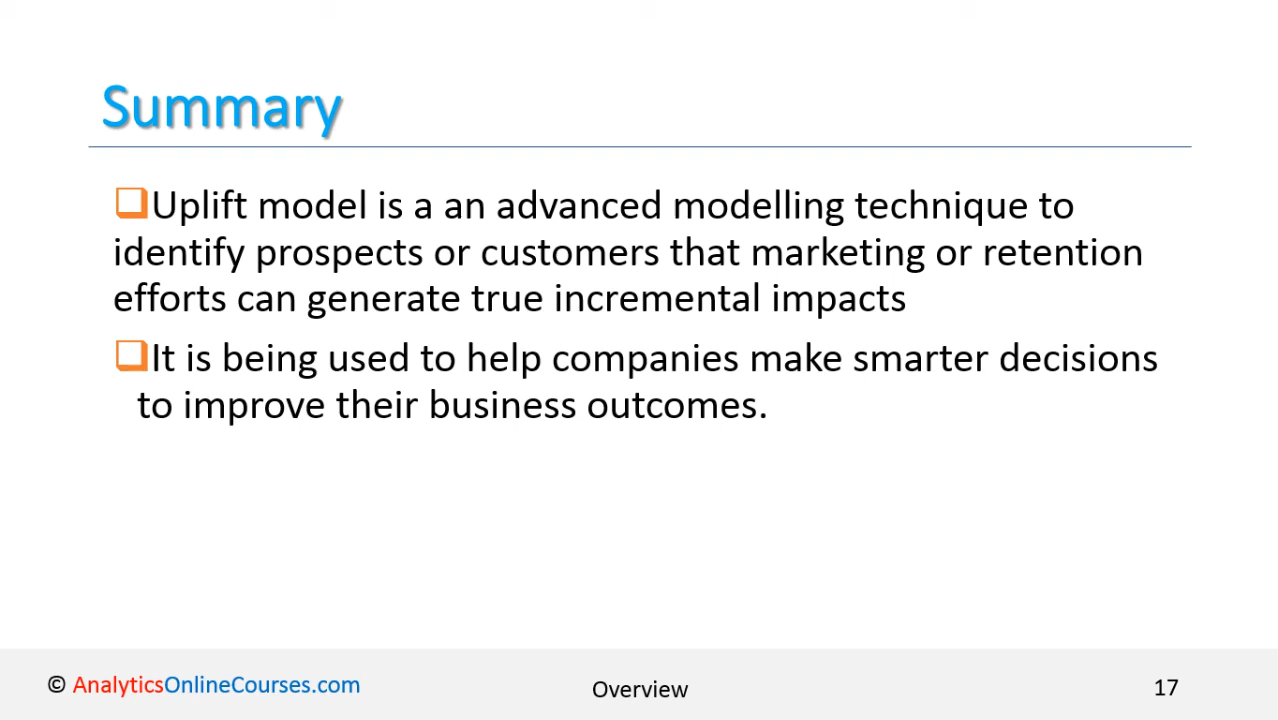 Summary
Uplift model is a an advanced modelling technique to
identify prospects or customers that marketing or retention
efforts can generate true incremental impacts
It is being used to help companies make smarter decisions
to improve their business outcomes.
© AnalyticsOnlineCourses.com
Overview
17